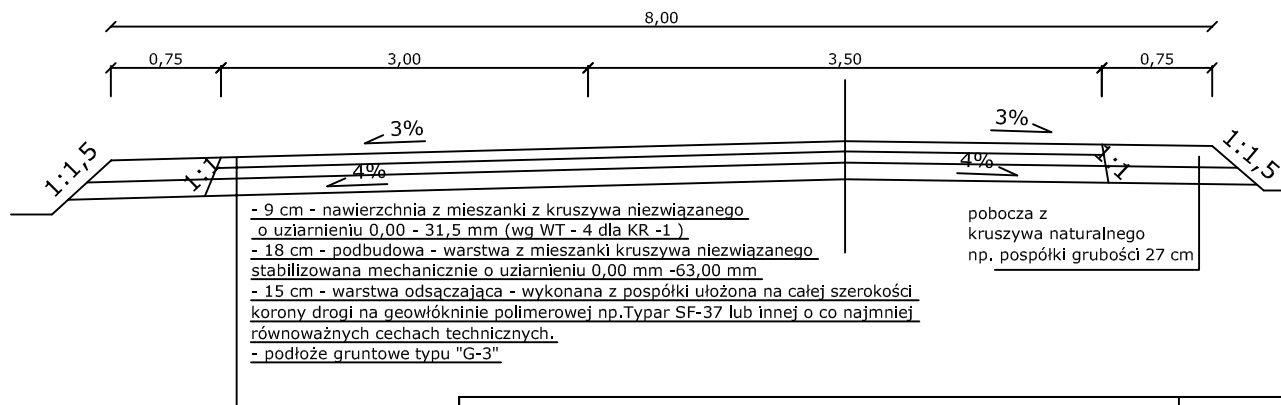 8,00
0,75
3,00
3,50
0,75
3%
3%
1:1,5
1:1
4%
4%
1:1
1:1,5
- 9 cm - nawierzchnia z mieszanki z kruszywa niezwiązanego
o uziarnieniu 0,00 - 31,5 mm (wg WT - 4 dla KR -1 )
- 18 cm - podbudowa - warstwa z mieszanki kruszywa niezwiązanego
stabilizowana mechanicznie o uziarnieniu 0,00 mm -63,00 mm
- 15 cm - warstwa odsączająca - wykonana z pospółki ułożona na całej szerokości
korony drogi na geowłókninie polimerowej np.Typar SF-37 lub innej o co najmniej
równoważnych cechach technicznych.
- podłoże gruntowe typu "G-3"
pobocza z
kruszywa naturalnego
np. pospółki grubości 27 cm